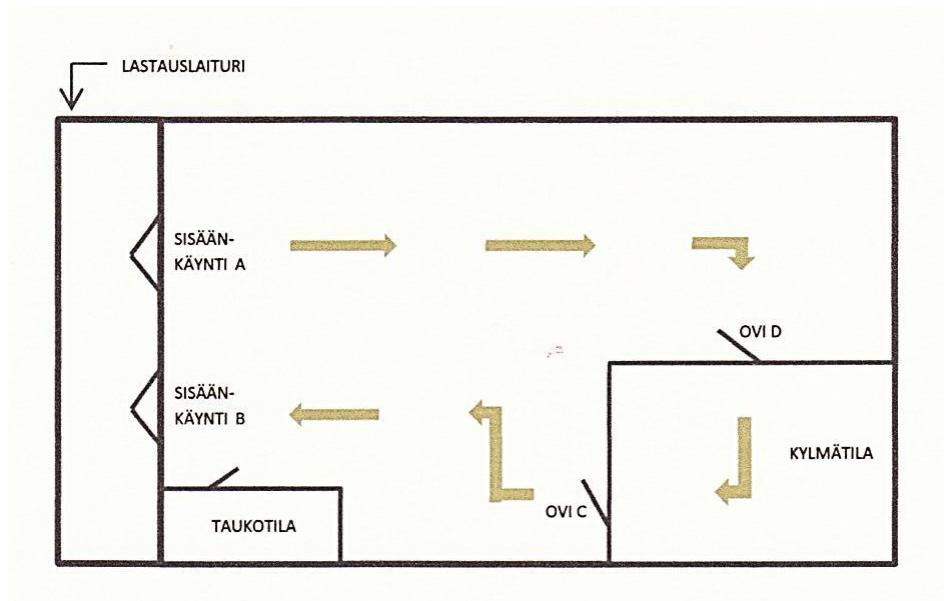 LASTAUSLAITURI
SISÄÄN-
KÄYNTI A
OVI D
SISÄÄN-
KÄYNTI B
KYLMÄTILA
OVI C
TAUKOTILA